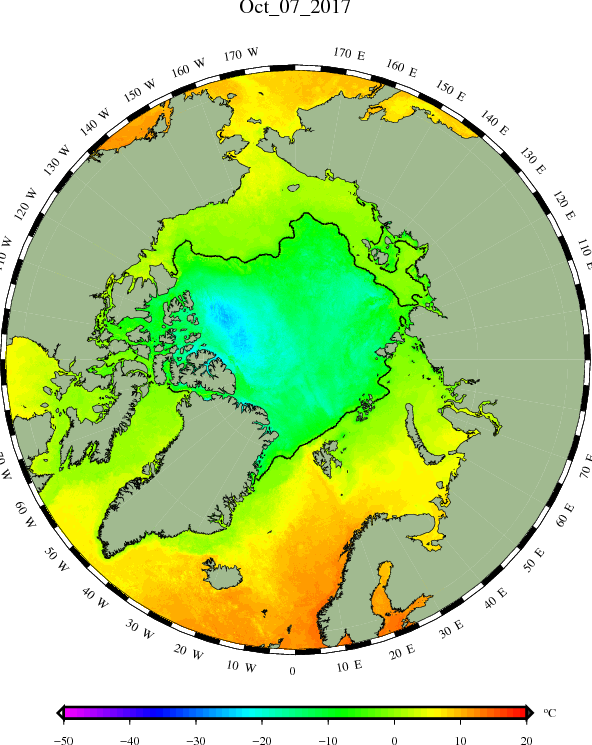 Oct_07_2017
170 W
170 E
160 W
160 E
150 W
150 E
140 W
140 E
130 W
130 E
120 W
120 E
110 E
70 E
60 W
60 E
50 W
50 E
40 W
40 E
30 W
30 E
20 W
20 E
10 W
10 E
0
°C
−50 −40 −30 −20 −10 0 10 20